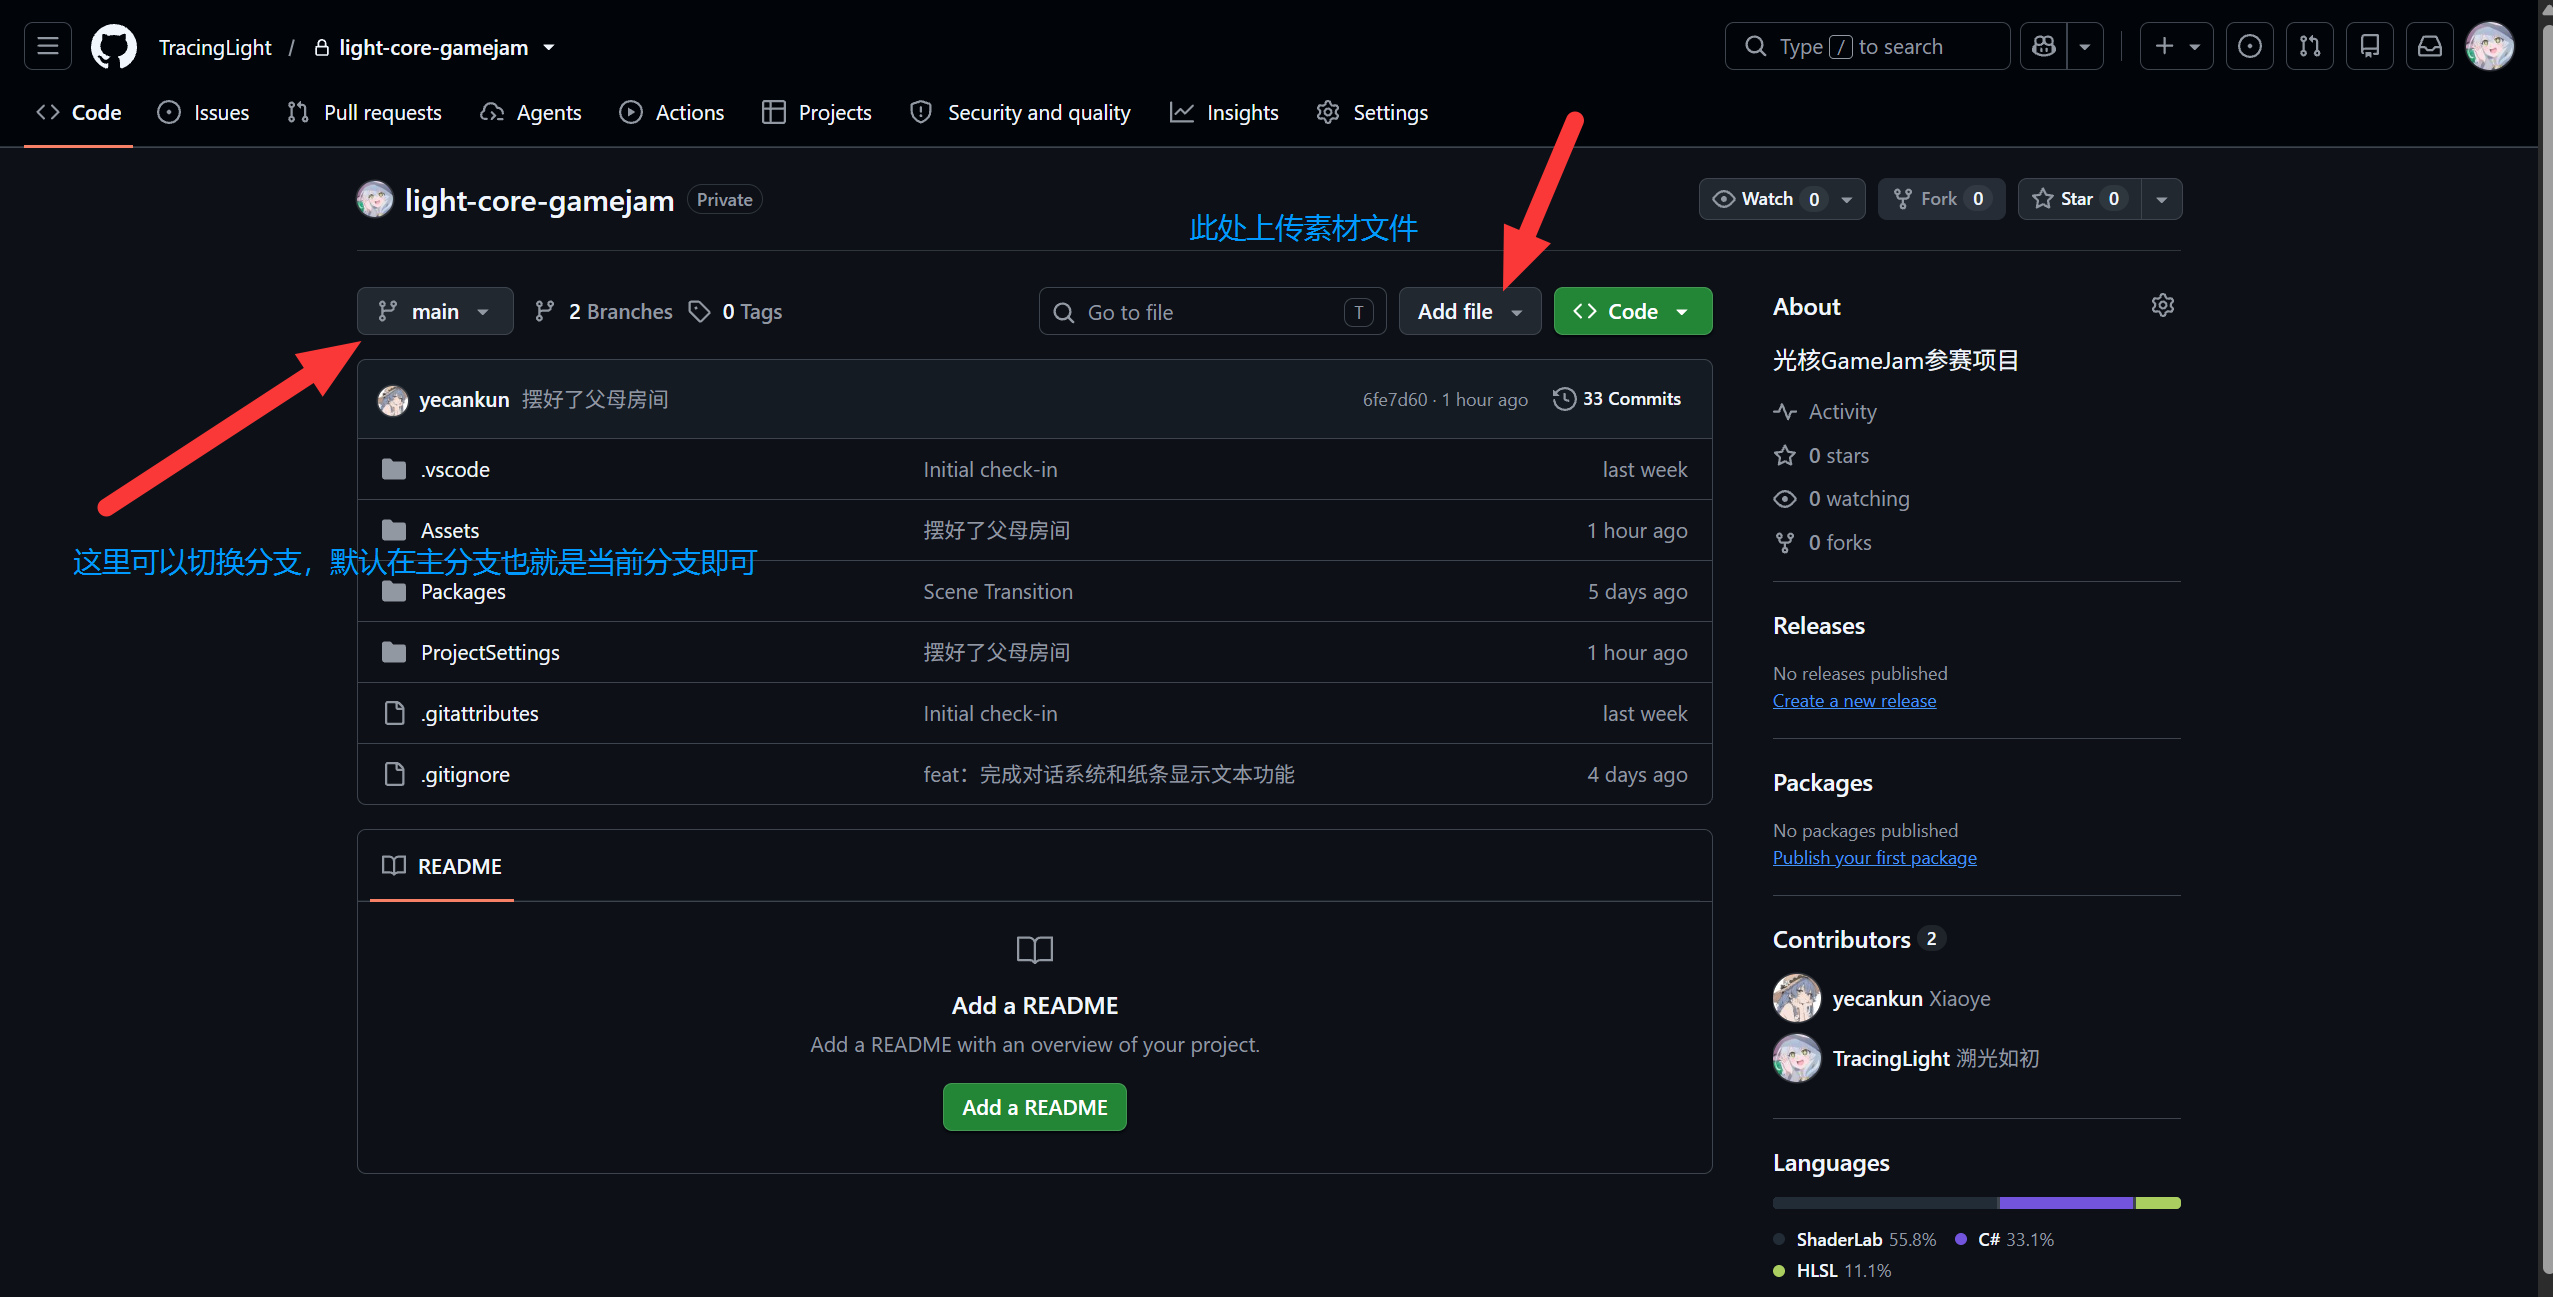 TracingLight / light-core-gamejam
Type / to search
Code Issues Pull requests Agents Actions Projects Security and quality Insights Settings
light-core-gamejam Private
Watch 0 Fork 0 Star 0
此处上传素材文件
main 2 Branches 0 Tags
Go to file T Add file Code
yecankun 摆好了父母房间 6fe7d60 · 1 hour ago 33 Commits
.vscode Initial check-in last week
Assets 摆好了父母房间 1 hour ago
这里可以切换分支，默认在主分支也就是当前分支即可
Packages Scene Transition 5 days ago
ProjectSettings 摆好了父母房间 1 hour ago
.gitattributes Initial check-in last week
.gitignore feat：完成对话系统和纸条显示文本功能 4 days ago
README
Add a README
Add a README with an overview of your project.
Add a README
About
光核GameJam参赛项目
Activity
0 stars
0 watching
0 forks
Releases
No releases published
Create a new release
Packages
No packages published
Publish your first package
Contributors 2
yecankun Xiaoye
TracingLight 溯光如初
Languages
ShaderLab 55.8% C# 33.1%
HLSL 11.1%